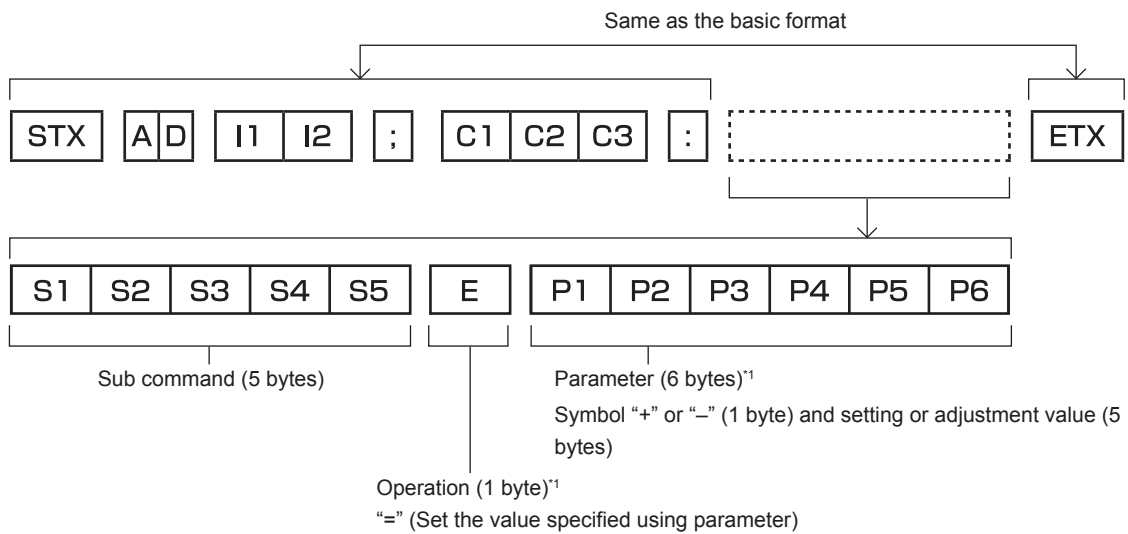 Same as the basic format
STX A D I1 I2 ; C1 C2 C3 : ETX
S1 S2 S3 S4 S5 E P1 P2 P3 P4 P5 P6
Sub command (5 bytes)
Parameter (6 bytes)*1
Symbol “+” or “–” (1 byte) and setting or adjustment value (5
bytes)
Operation (1 byte)*1
“=” (Set the value specified using parameter)